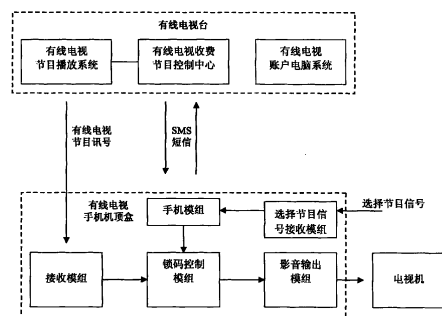 有线电视台
有线电视
节目播放系统
有线电视收费
节目控制中心
有线电视
账户电脑系统
有线电视
节目讯号
SMS
短信
有线电视
手机机顶盒
手机模组
选择节目信
号接收模组
选择节目信号
接收模组
锁码控制
模组
影音输出
模组
电视机